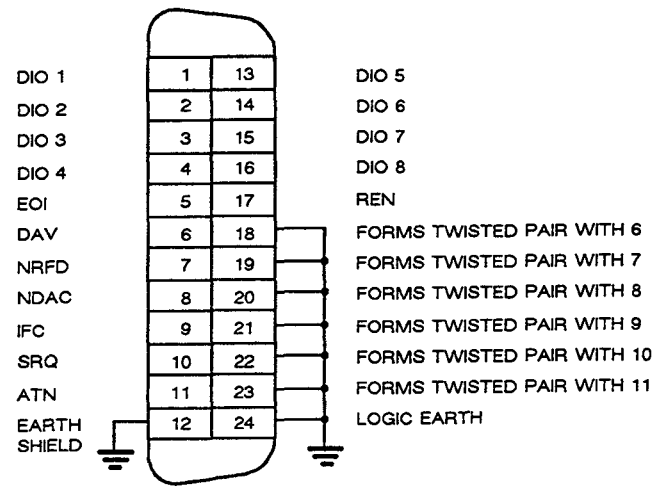 DIO 1 1 13 DIO 5
DIO 2 2 14 DIO 6
DIO 3 3 15 DIO 7
DIO 4 4 16 DIO 8
EOI 5 17 REN
DAV 6 18 FORMS TWISTED PAIR WITH 6
NRFD 7 19 FORMS TWISTED PAIR WITH 7
NDAC 8 20 FORMS TWISTED PAIR WITH 8
IFC 9 21 FORMS TWISTED PAIR WITH 9
SRQ 10 22 FORMS TWISTED PAIR WITH 10
ATN 11 23 FORMS TWISTED PAIR WITH 11
EARTH 12 24 LOGIC EARTH
SHIELD